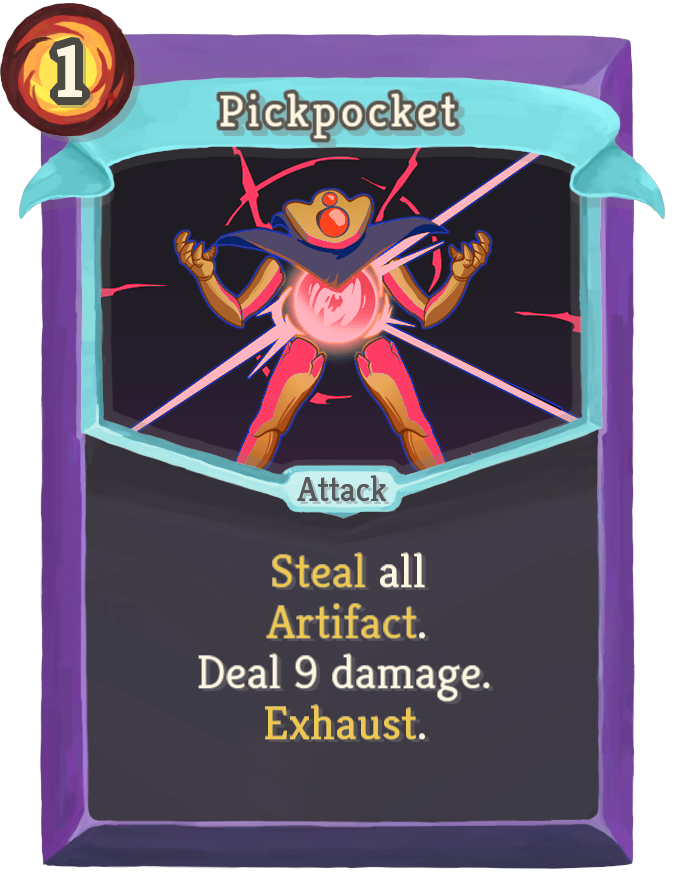 1
Pickpocket
Attack
Steal all
Artifact.
Deal 9 damage.
Exhaust.